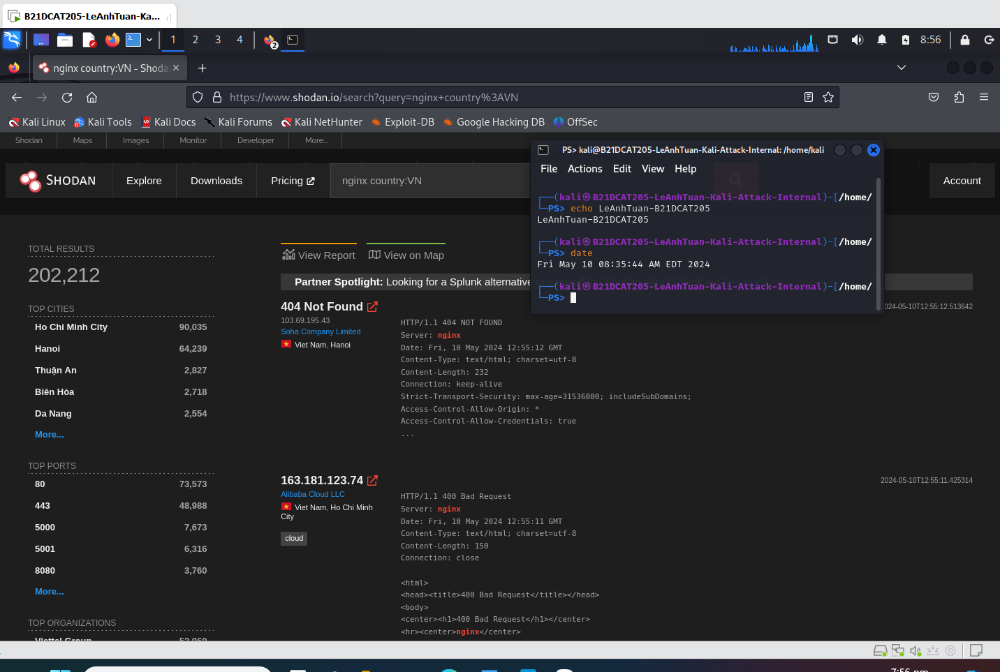 B21DCAT205-LeAnhTuan-Ka...
1 2 3 4
2
8:56
nginx country:VN - Shoda
https://www.shodan.io/search?query=nginx+country%3AVN
Kali Linux Kali Tools Kali Docs Kali Forums Kali NetHunter Exploit-DB Google Hacking DB OffSec
Shodan Maps Images Monitor Developer More...
SHODAN Explore Downloads Pricing nginx country:VN Account
PS> kali@B21DCAT205-LeAnhTuan-Kali-Attack-Internal: /home/kali
File Actions Edit View Help
┌──(kali㉿B21DCAT205-LeAnhTuan-Kali-Attack-Internal)-[/home/
└─PS> echo LeAnhTuan-B21DCAT205
LeAnhTuan-B21DCAT205
┌──(kali㉿B21DCAT205-LeAnhTuan-Kali-Attack-Internal)-[/home/
└─PS> date
Fri May 10 08:35:44 AM EDT 2024
┌──(kali㉿B21DCAT205-LeAnhTuan-Kali-Attack-Internal)-[/home/
└─PS>
TOTAL RESULTS
202,212
TOP CITIES
Ho Chi Minh City 90,035
Hanoi 64,239
Thuận An 2,827
Biên Hòa 2,718
Da Nang 2,554
More...
TOP PORTS
80 73,573
443 48,988
5000 7,673
5001 6,316
8080 3,760
More...
TOP ORGANIZATIONS
Viettel Group
View Report View on Map
Partner Spotlight: Looking for a Splunk alternative
404 Not Found
103.69.195.43
Soha Company Limited
Viet Nam, Hanoi
024-05-10T12:55:12.513642
HTTP/1.1 404 NOT FOUND
Server: nginx
Date: Fri, 10 May 2024 12:55:12 GMT
Content-Type: text/html; charset=utf-8
Content-Length: 232
Connection: keep-alive
Strict-Transport-Security: max-age=31536000; includeSubDomains;
Access-Control-Allow-Origin: *
Access-Control-Allow-Credentials: true
...
163.181.123.74
Alibaba Cloud LLC
Viet Nam, Ho Chi Minh
City
cloud
2024-05-10T12:55:11.425314
HTTP/1.1 400 Bad Request
Server: nginx
Date: Fri, 10 May 2024 12:55:11 GMT
Content-Type: text/html; charset=utf-8
Content-Length: 150
Connection: close
<html>
<head><title>400 Bad Request</title></head>
<body>
<center><h1>400 Bad Request</h1></center>
<hr><center>nginx</center>
7:56 pm